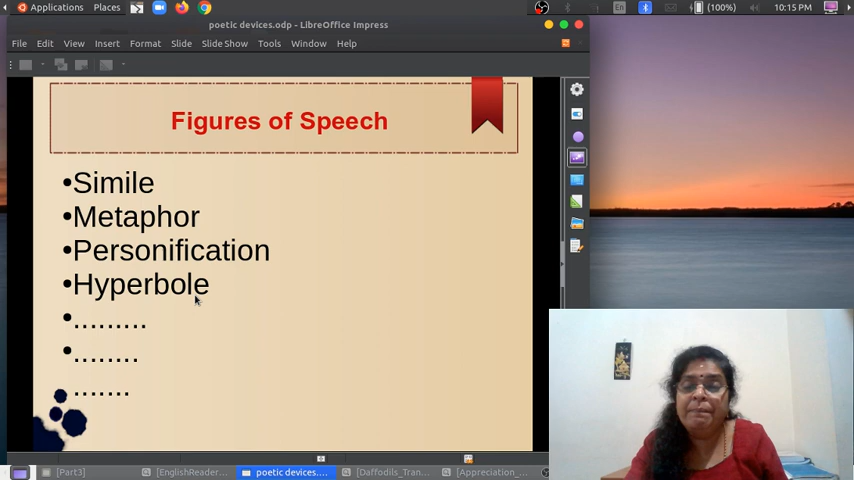 Applications Places En (100%) 10:15 PM
poetic devices.odp - LibreOffice Impress
File Edit View Insert Format Slide Slide Show Tools Window Help
Figures of Speech
•Simile
•Metaphor
•Personification
•Hyperbole
•.........
•........
.......
[Part3] [EnglishReader... poetic devices.... [Daffodils_Tran... [Appreciation_...